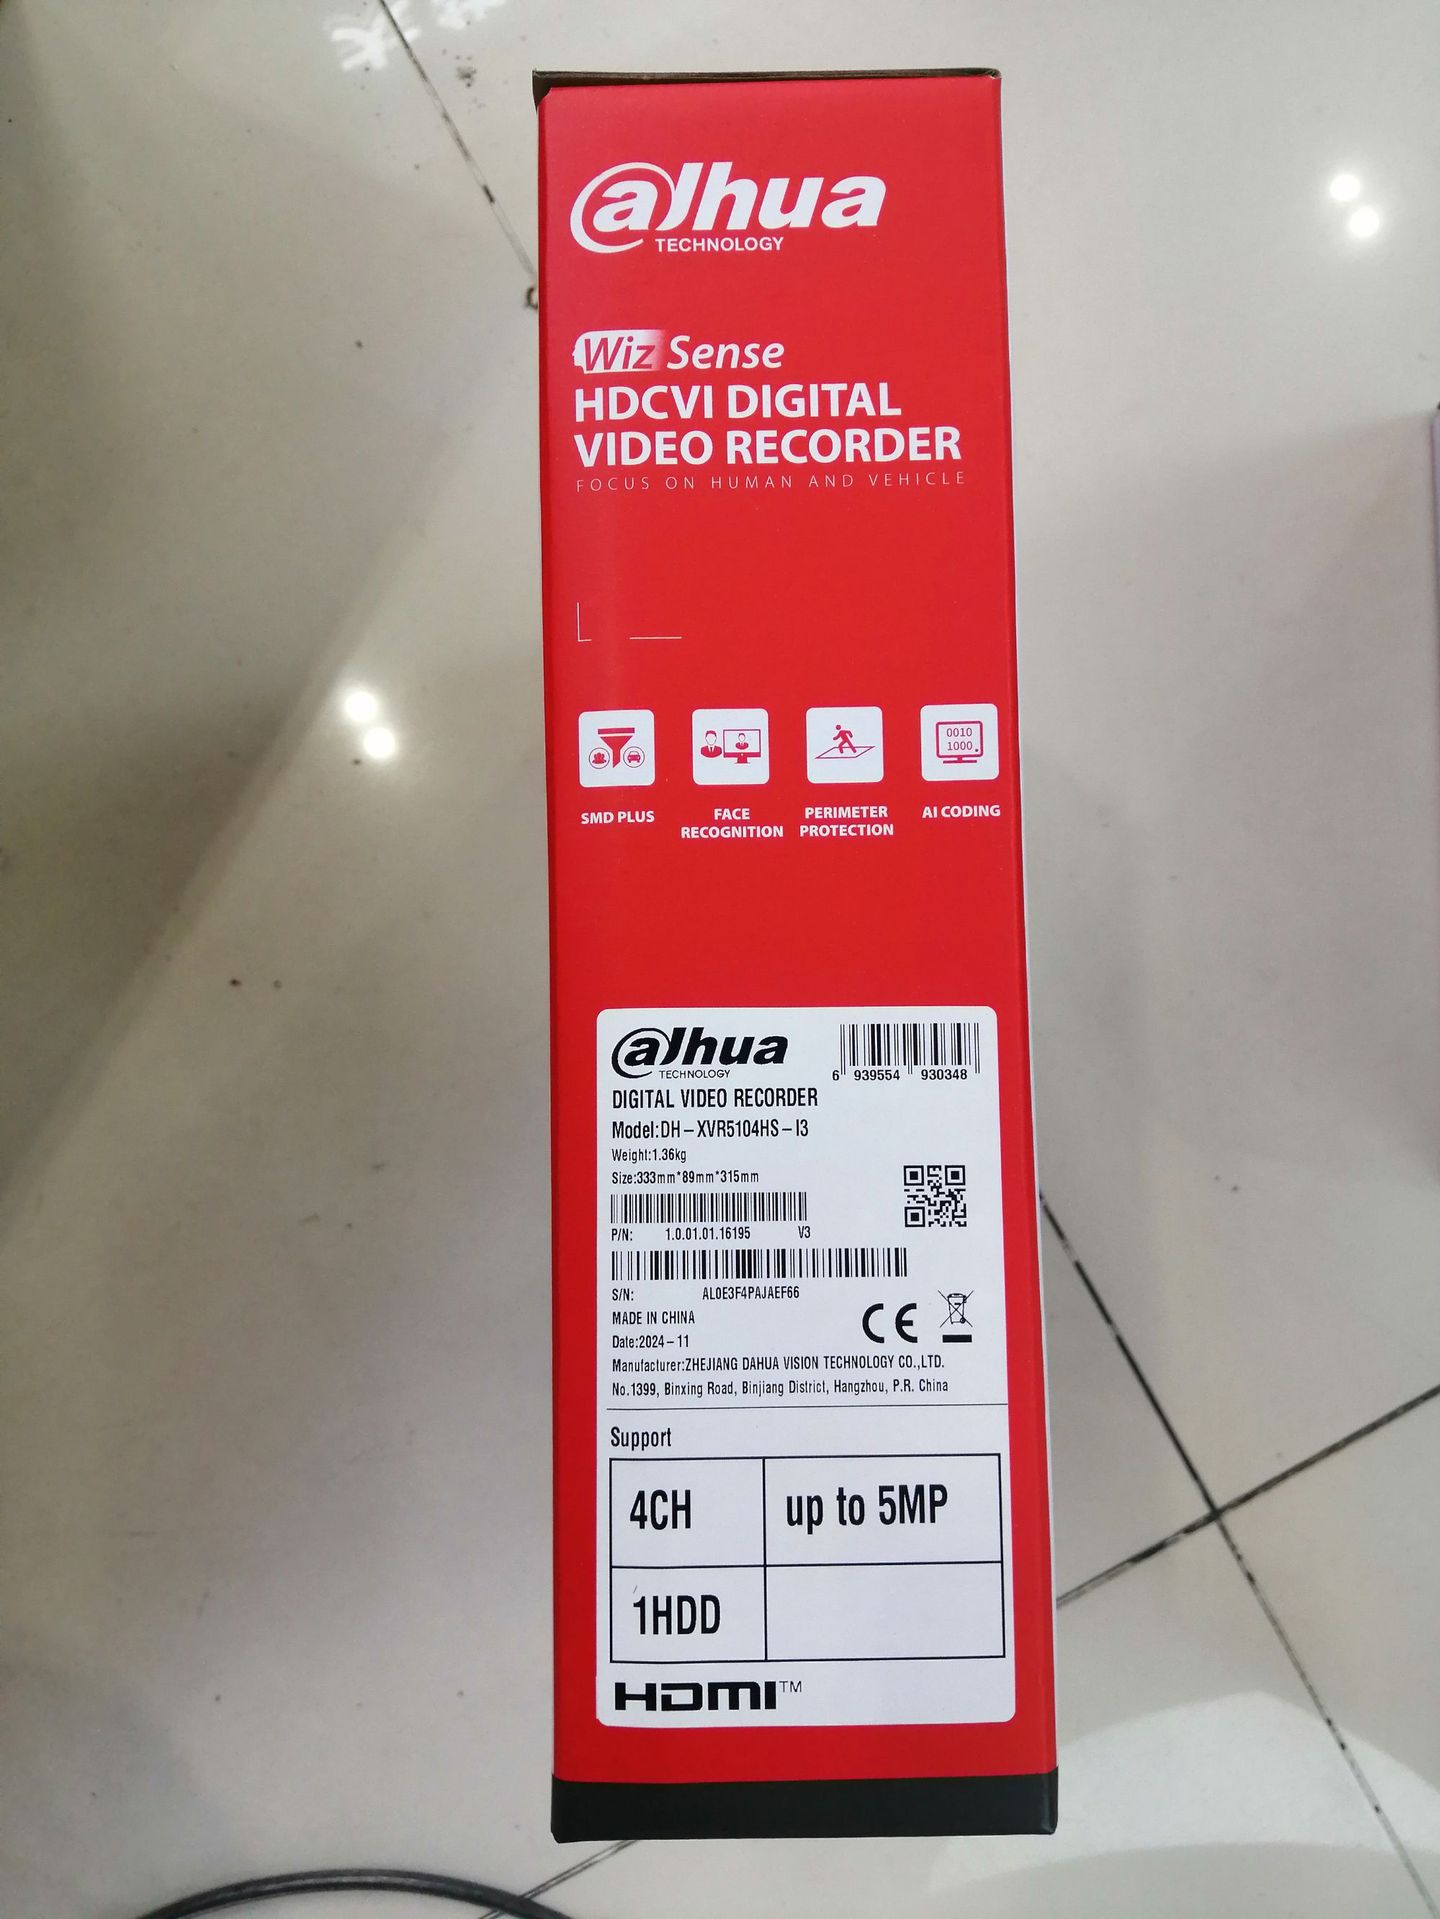 alhua
TECHNOLOGY
Wiz Sense
HDCVI DIGITAL
VIDEO RECORDER
FOCUS ON HUMAN AND VEHICLE
0010
1000
SMD PLUS
FACE
RECOGNITION
PERIMETER
PROTECTION
AI CODING
alhua
TECHNOLOGY
6 939554 930348
DIGITAL VIDEO RECORDER
Model:DH-XVR5104HS-I3
Weight:1.36kg
Size:333mm*89mm*315mm
P/N: 1.0.01.01.16195 V3
S/N: AL0E3F4PAJAEF66
MADE IN CHINA
CE
Date:2024-11
Manufacturer:ZHEJIANG DAHUA VISION TECHNOLOGY CO.,LTD.
No.1399, Binxing Road, Binjiang District, Hangzhou, P.R. China
Support
4CH up to 5MP
1HDD
HDMI™